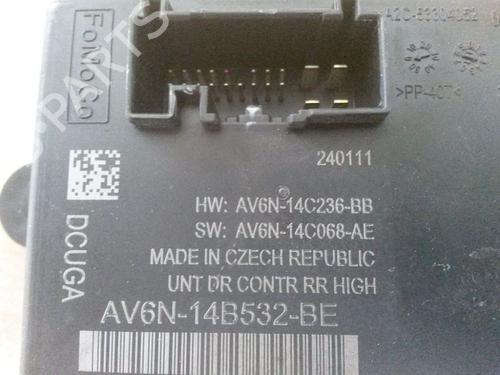 FoMoCo
A2C-53304952
>PP-40T<
240111
HW: AV6N-14C236-BB
SW: AV6N-14C068-AE
MADE IN CZECH REPUBLIC
UNT DR CONTR RR HIGH
DCUGA
AV6N-14B532-BE